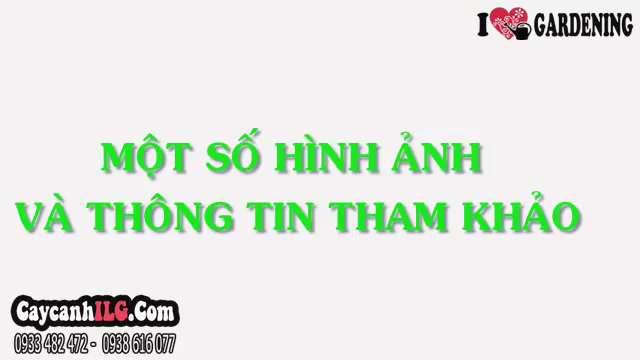 I GARDENING
MỘT SỐ HÌNH ẢNH
VÀ THÔNG TIN THAM KHẢO
CaycanhILG.Com
0933 482 472 - 0938 616 077